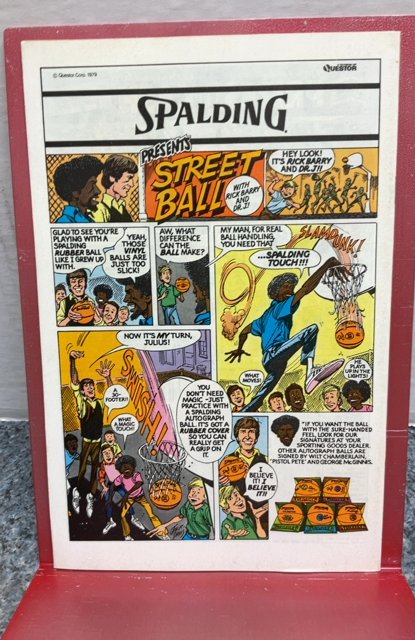 © Questor Corp. 1979
QUESTOR
SPALDING
PRESENTS
STREET
BALL
WITH
RICK BARRY
AND
DR.J!
HEY LOOK!
IT'S RICK BARRY
AND DR.J!!
GLAD TO SEE YOU'RE
PLAYING WITH A
SPALDING
RUBBER BALL
LIKE I GREW UP
WITH.
YEAH,
THOSE
VINYL
BALLS ARE
JUST TOO
SLICK!
AW, WHAT
DIFFERENCE
CAN THE
BALL MAKE?
MY MAN, FOR REAL
BALL HANDLING,
YOU NEED THAT
...SPALDING
TOUCH!!!
SLAMDUNK!
WHAT
MOVES!
HE
PLAYS
UP IN THE
LIGHTS!
NOW IT'S MY TURN,
JULIUS!
A
30-
FOOTER!!
WHAT
A MAGIC
TOUCH!
SWISH!!
YOU
DON'T NEED
MAGIC -JUST
PRACTICE WITH
A SPALDING
AUTOGRAPH
BALL. IT'S GOT A
RUBBER COVER
SO YOU CAN
REALLY GET
A GRIP ON
IT.
I
BELIEVE
IT! I
BELIEVE
IT!!
"IF YOU WANT THE BALL
WITH THE SURE-HANDED
FEEL, LOOK FOR OUR
SIGNATURES AT YOUR
SPORTING GOODS DEALER.
OTHER AUTOGRAPH BALLS ARE
SIGNED BY WILT CHAMBERLAIN,
"PISTOL PETE" AND GEORGE McGINNIS.